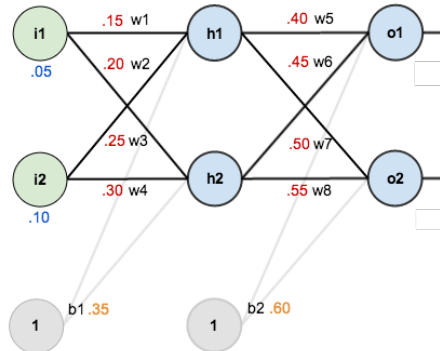 .15 w1
.40 w5
i1
h1
o1
.20 w2
.45 w6
.05
.25 w3
.50 w7
i2
.30 w4
h2
.55 w8
o2
.10
b1 .35
b2 .60
1
1